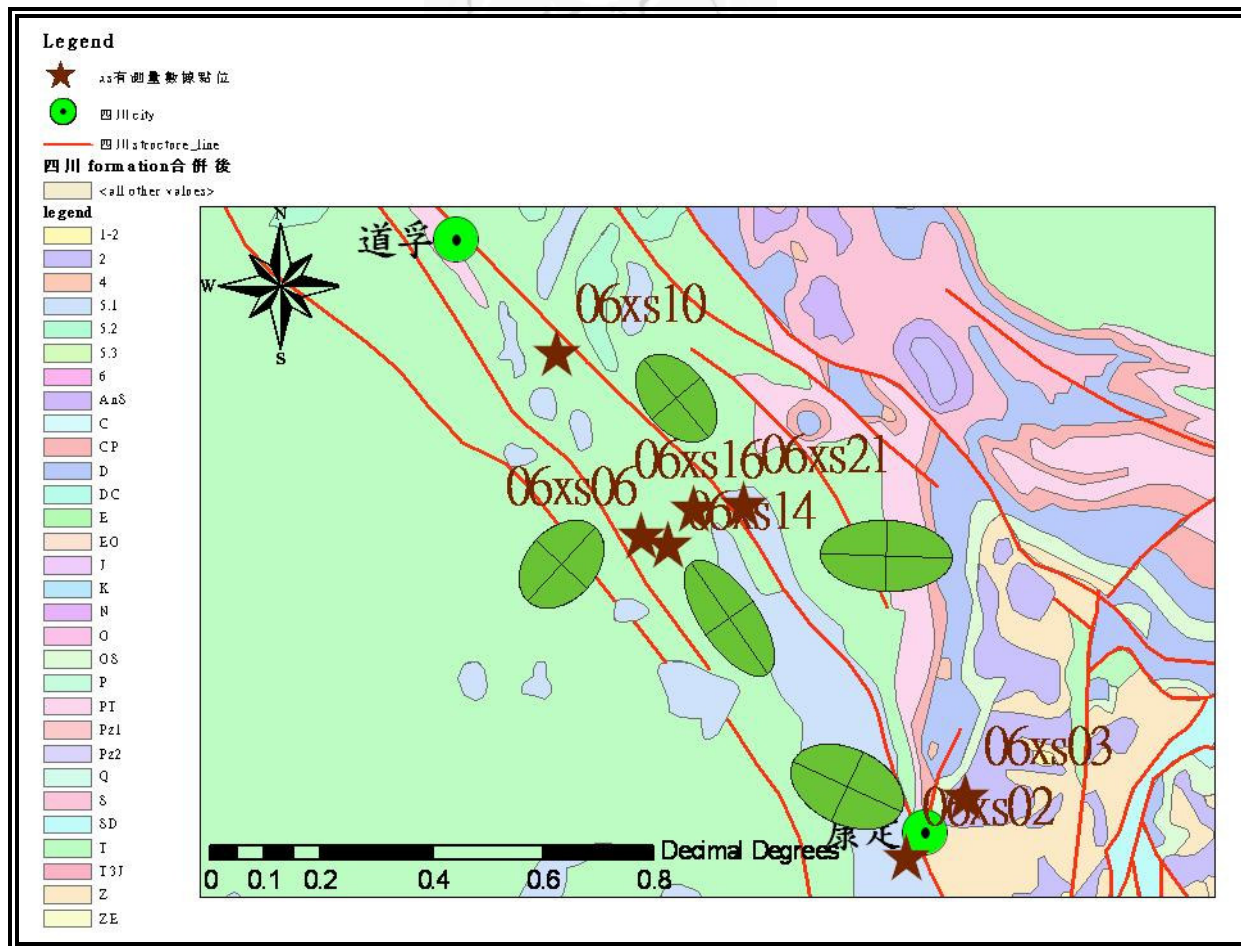 Legend
xs有測量數據點位
四川city
四川structure_line
四川 formation合併後
<all other values>
legend
1-2
2
4
5.1
5.2
5.3
6
AnS
C
CP
D
DC
E
EO
J
K
N
O
OS
P
PT
Pz1
Pz2
Q
S
SD
T
T3J
Z
ZE
N
W
S
道孚
06xs10
06xs16
06xs21
06xs06
06xs14
06xs03
06xs02
康定
Decimal Degrees
0 0.1 0.2 0.4 0.6 0.8